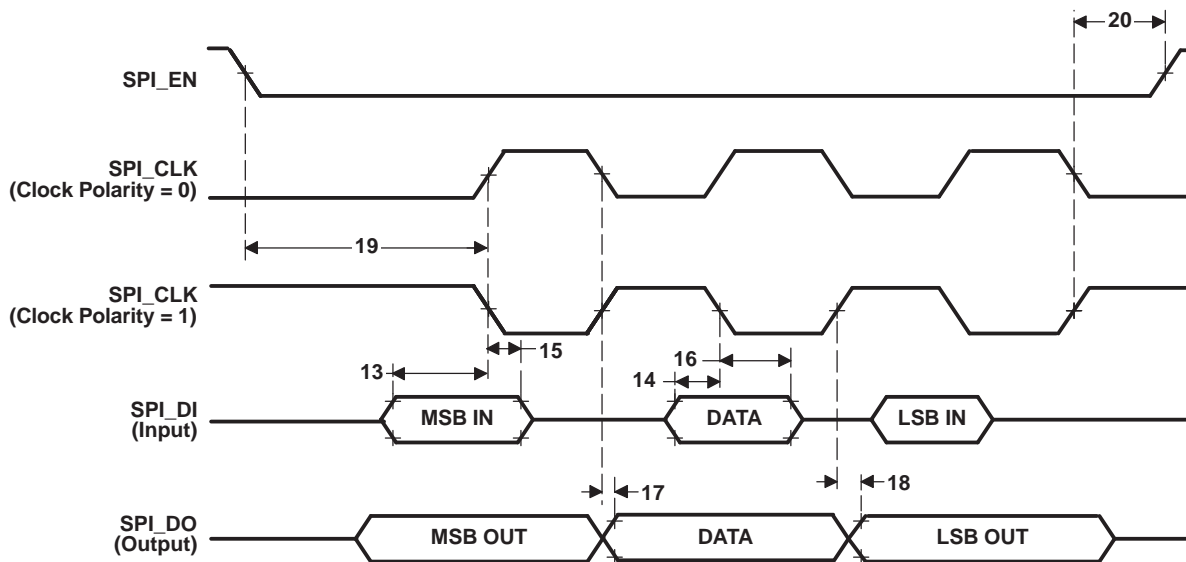 20
SPI_EN
SPI_CLK
(Clock Polarity = 0)
19
SPI_CLK
(Clock Polarity = 1)
15
13
16
14
SPI_DI
(Input)
MSB IN
DATA
LSB IN
17
18
SPI_DO
(Output)
MSB OUT
DATA
LSB OUT